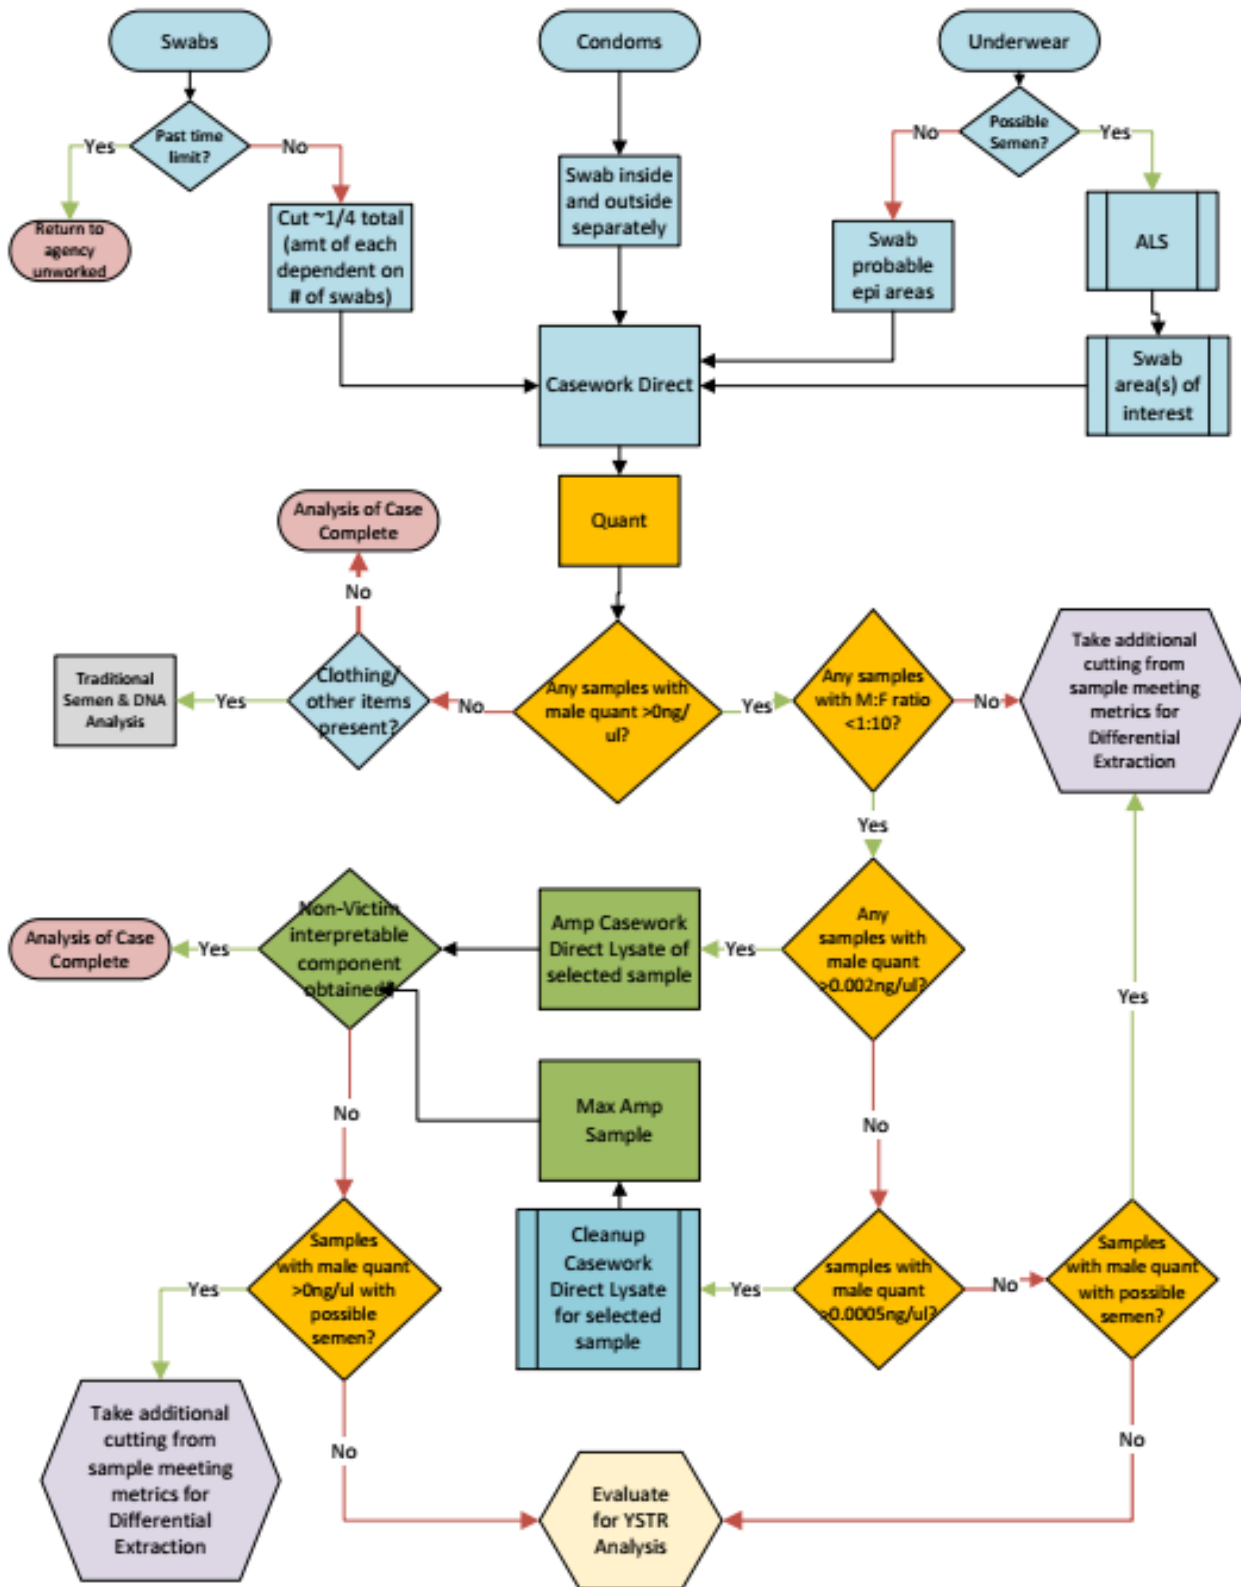 Swabs
Condoms
Underwear
Past time
limit?
Possible
Semen?
Yes
No
No
Yes
Return to
agency
unworked
Cut ~1/4 total
(amt of each
dependent on
# of swabs)
Swab inside
and outside
separately
Swab
probable
epi areas
ALS
Casework Direct
Swab
area(s) of
interest
Analysis of Case
Complete
Quant
No
Traditional
Semen & DNA
Analysis
Yes
Clothing/
other items
present?
No
Any samples with
male quant >0ng/
ul?
Yes
Any samples
with M:F ratio
<1:10?
No
Take additional
cutting from
sample meeting
metrics for
Differential
Extraction
Yes
Analysis of Case
Complete
Yes
Non-Victim
interpretable
component
obtained?
Amp Casework
Direct Lysate of
selected sample
Yes
Any
samples with
male quant
>0.002ng/ul?
Yes
No
Max Amp
Sample
No
Samples
with male quant
>0ng/ul with
possible
semen?
Yes
Cleanup
Casework
Direct Lysate
for selected
sample
Yes
samples with
male quant
>0.0005ng/ul?
No
Samples
with male quant
with possible
semen?
Take additional
cutting from
sample meeting
metrics for
Differential
Extraction
No
Evaluate
for YSTR
Analysis
No